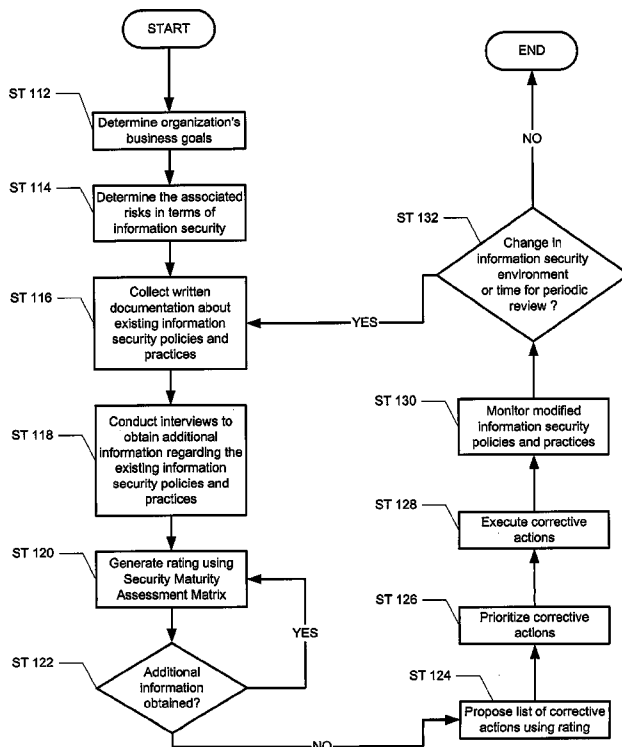 START
ST 112
Determine organization's
business goals
ST 114
Determine the associated
risks in terms of
information security
ST 116
Collect written
documentation about
existing information
security policies and
practices
ST 118
Conduct interviews to
obtain additional
information regarding the
existing information
security policies and
practices
ST 120
Generate rating using
Security Maturity
Assessment Matrix
YES
ST 122
Additional
information
obtained?
NO
ST 124
Propose list of corrective
actions using rating
ST 126
Prioritize corrective
actions
ST 128
Execute corrective
actions
ST 130
Monitor modified
information security
policies and practices
ST 132
Change in
information security
environment
or time for periodic
review ?
YES
NO
END